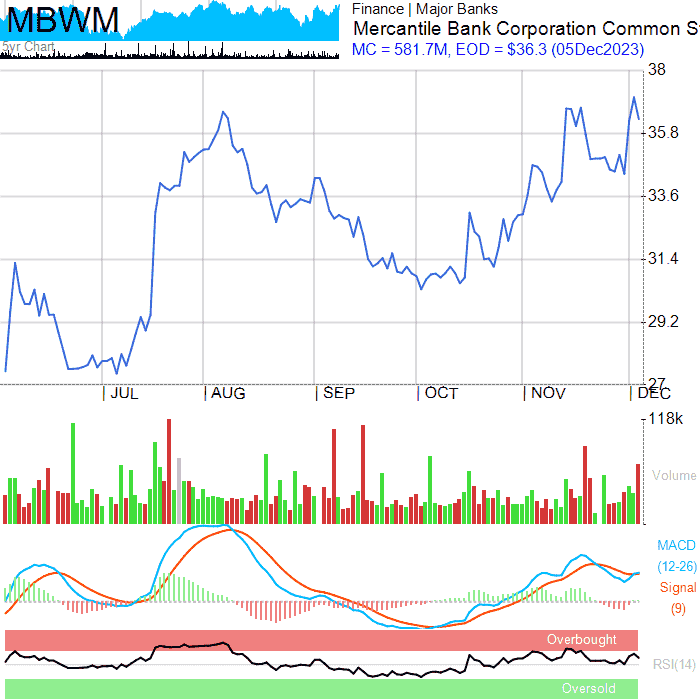 MBWM
5yr Chart
Finance | Major Banks
Mercantile Bank Corporation Common S
MC = 581.7M, EOD = $36.3 (05Dec2023)
38
35.8
33.6
31.4
29.2
27
JUL AUG SEP OCT NOV DEC
118k
Volume
MACD
(12-26)
Signal
(9)
Overbought
RSI(14)
Oversold